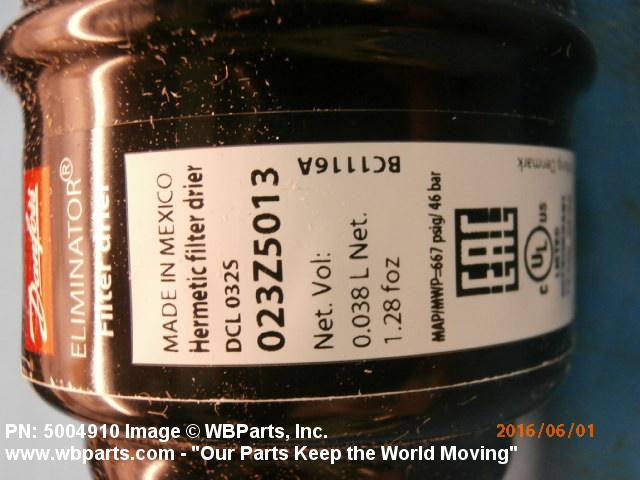 Danfoss
ELIMINATOR®
Filter drier
MADE IN MEXICO
Hermetic filter drier
DCL 032S
023Z5013
BC1116A
Net. Vol:
0.038 L Net.
1.28 foz
MAP/MWP=667 psig/ 46 bar
Denmark
C UL US
LISTED
PN: 5004910 Image © WBParts, Inc.
2016/06/01
www.wbparts.com - "Our Parts Keep the World Moving"